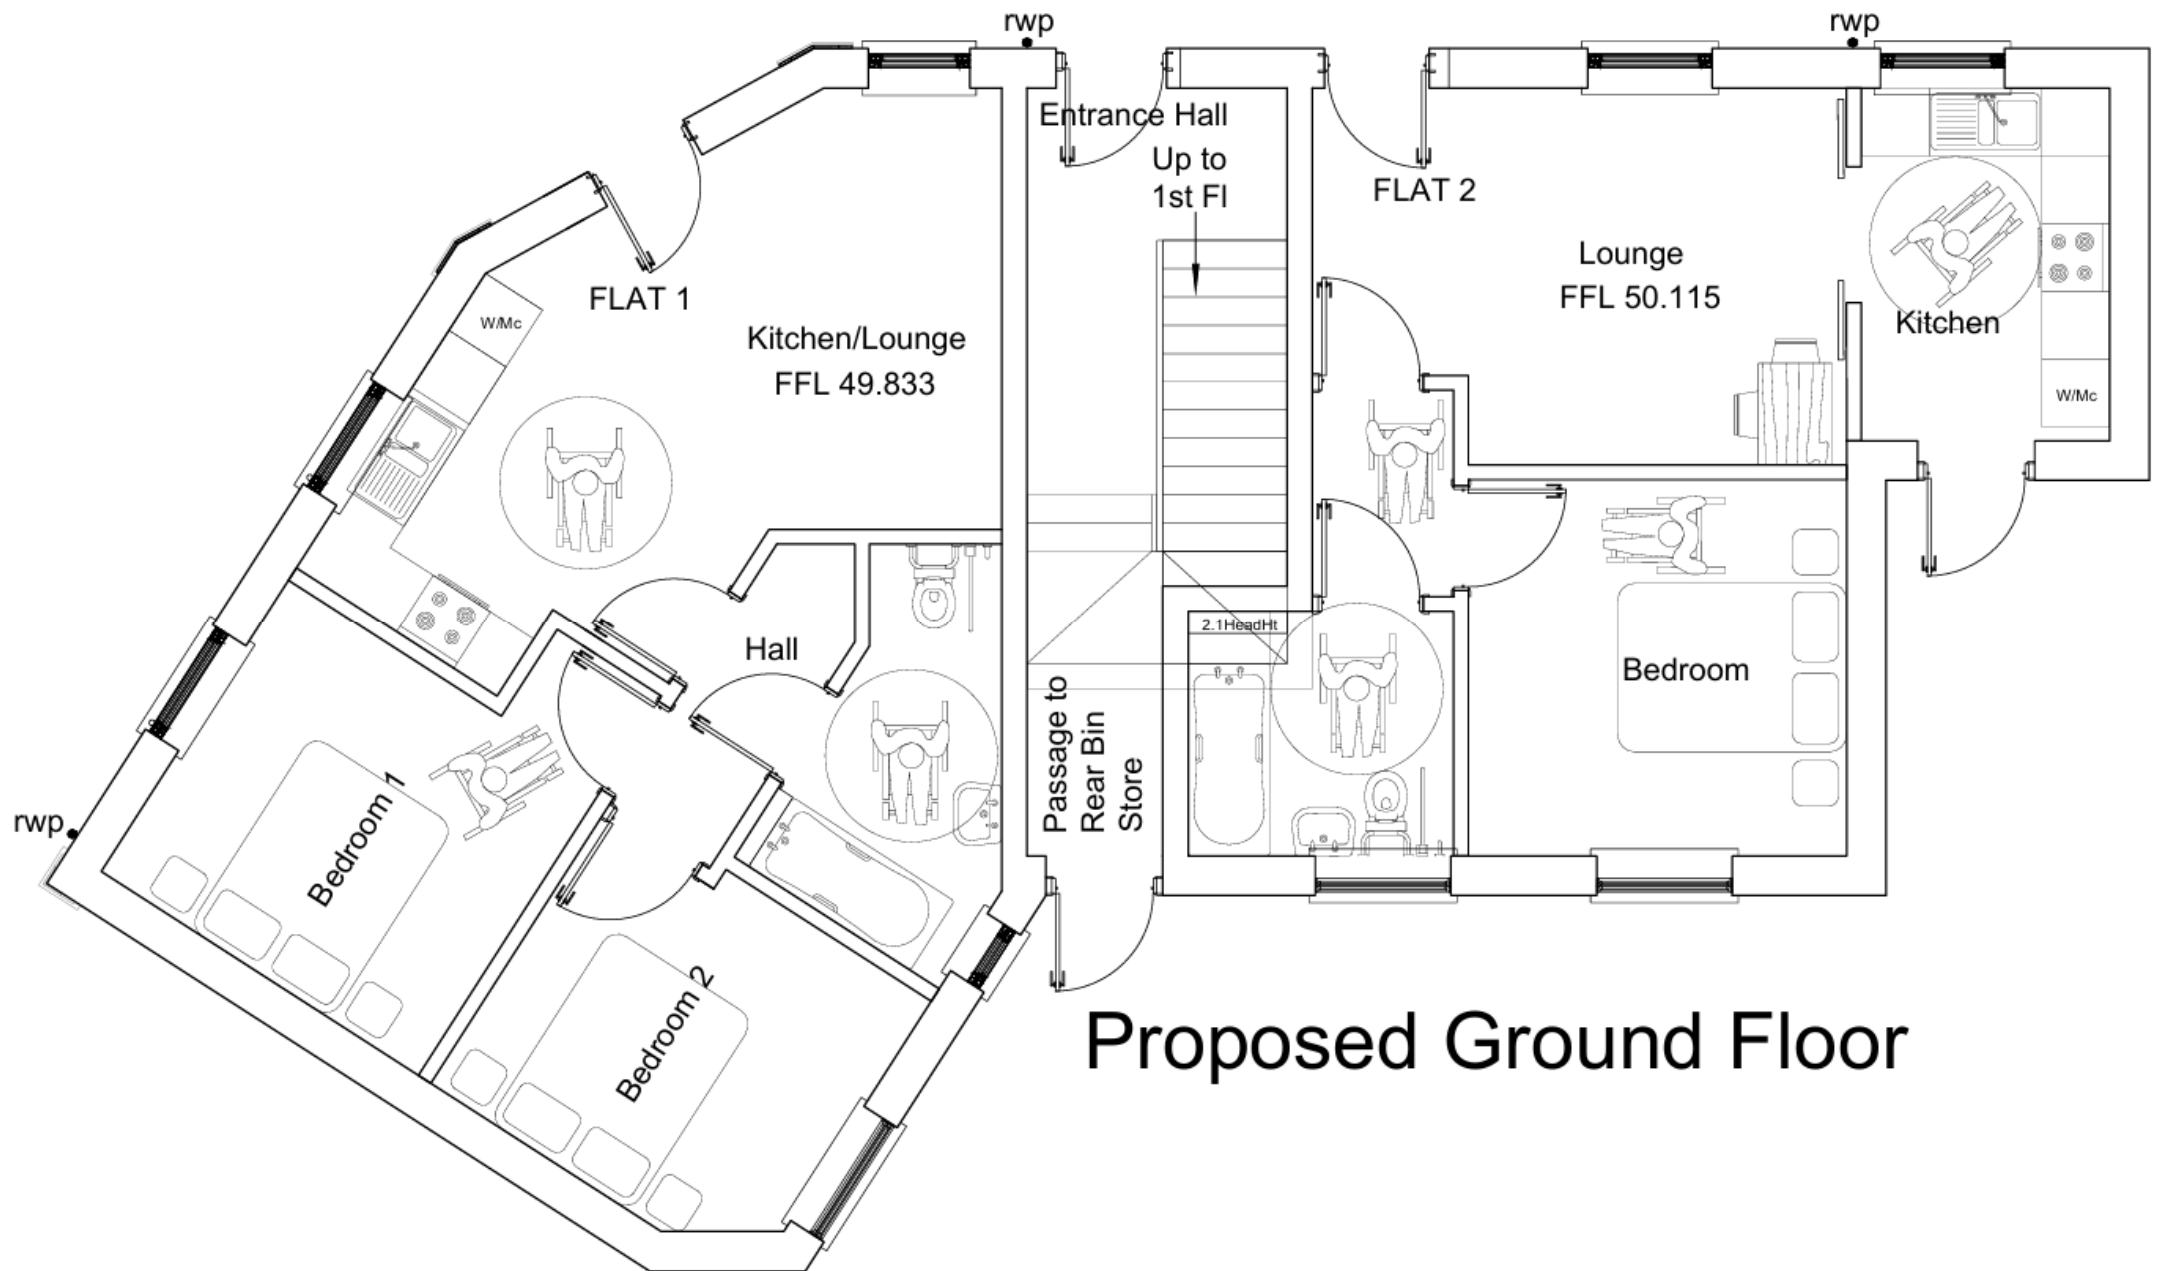 rwp
rwp
Entrance Hall
Up to
1st Fl
FLAT 2
FLAT 1
Lounge
FFL 50.115
Kitchen
W/Mc
Kitchen/Lounge
FFL 49.833
W/Mc
Hall
2.1HeadHt
Bedroom
Passage to
Rear Bin
Store
rwp
Bedroom 1
Bedroom 2
Proposed Ground Floor